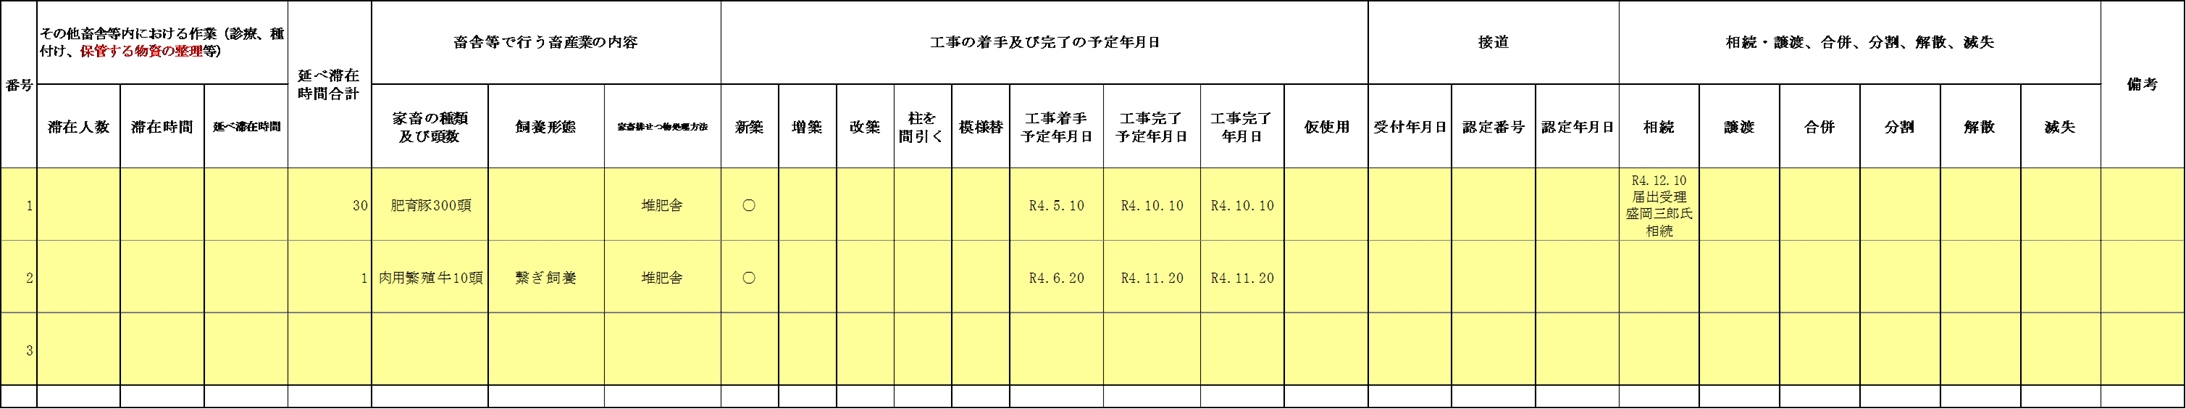 番号
その他畜舎等内における作業（診療、種
付け、保管する物資の整理等）
延べ滞在
時間合計
畜舎等で行う畜産業の内容
工事の着手及び完了の予定年月日
接道
相続・譲渡、合併、分割、解散、滅失
備考
滞在人数
滞在時間
延べ滞在時間
家畜の種類
及び頭数
飼養形態
家畜排せつ物処理方法
新築
増築
改築
柱を
間引く
模様替
工事着手
予定年月日
工事完了
予定年月日
工事完了
年月日
仮使用
受付年月日
認定番号
認定年月日
相続
譲渡
合併
分割
解散
滅失
1
30
肥育豚300頭
堆肥舎
○
R4.5.10
R4.10.10
R4.10.10
R4.12.10
届出受理
盛岡三郎氏
相続
2
1
肉用繁殖牛10頭
繋ぎ飼養
堆肥舎
○
R4.6.20
R4.11.20
R4.11.20
3